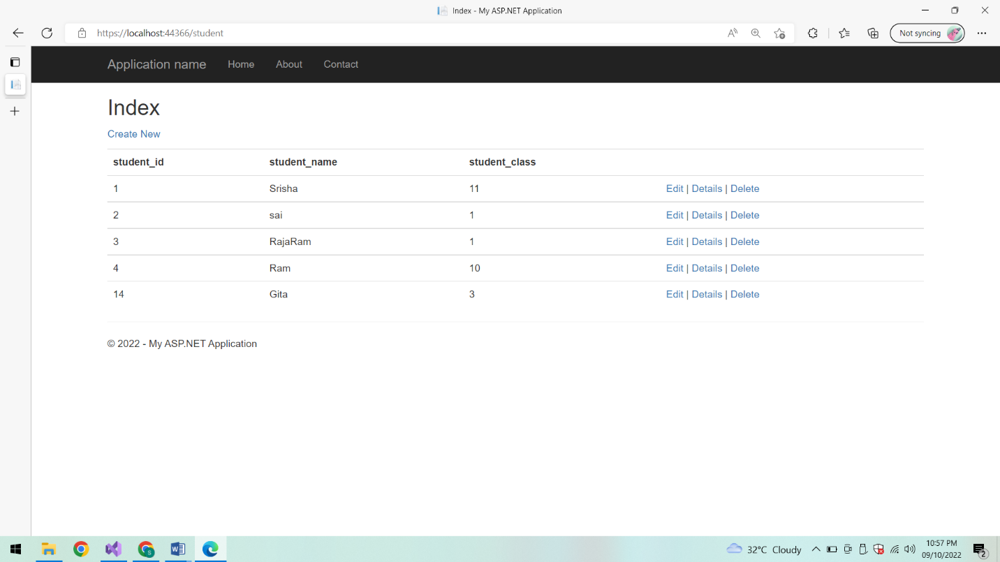 Index - My ASP.NET Application
https://localhost:44366/student
Not syncing
Application name Home About Contact
Index
Create New
student_id student_name student_class
1 Srisha 11 Edit | Details | Delete
2 sai 1 Edit | Details | Delete
3 RajaRam 1 Edit | Details | Delete
4 Ram 10 Edit | Details | Delete
14 Gita 3 Edit | Details | Delete
© 2022 - My ASP.NET Application
32°C Cloudy
10:57 PM
09/10/2022
2